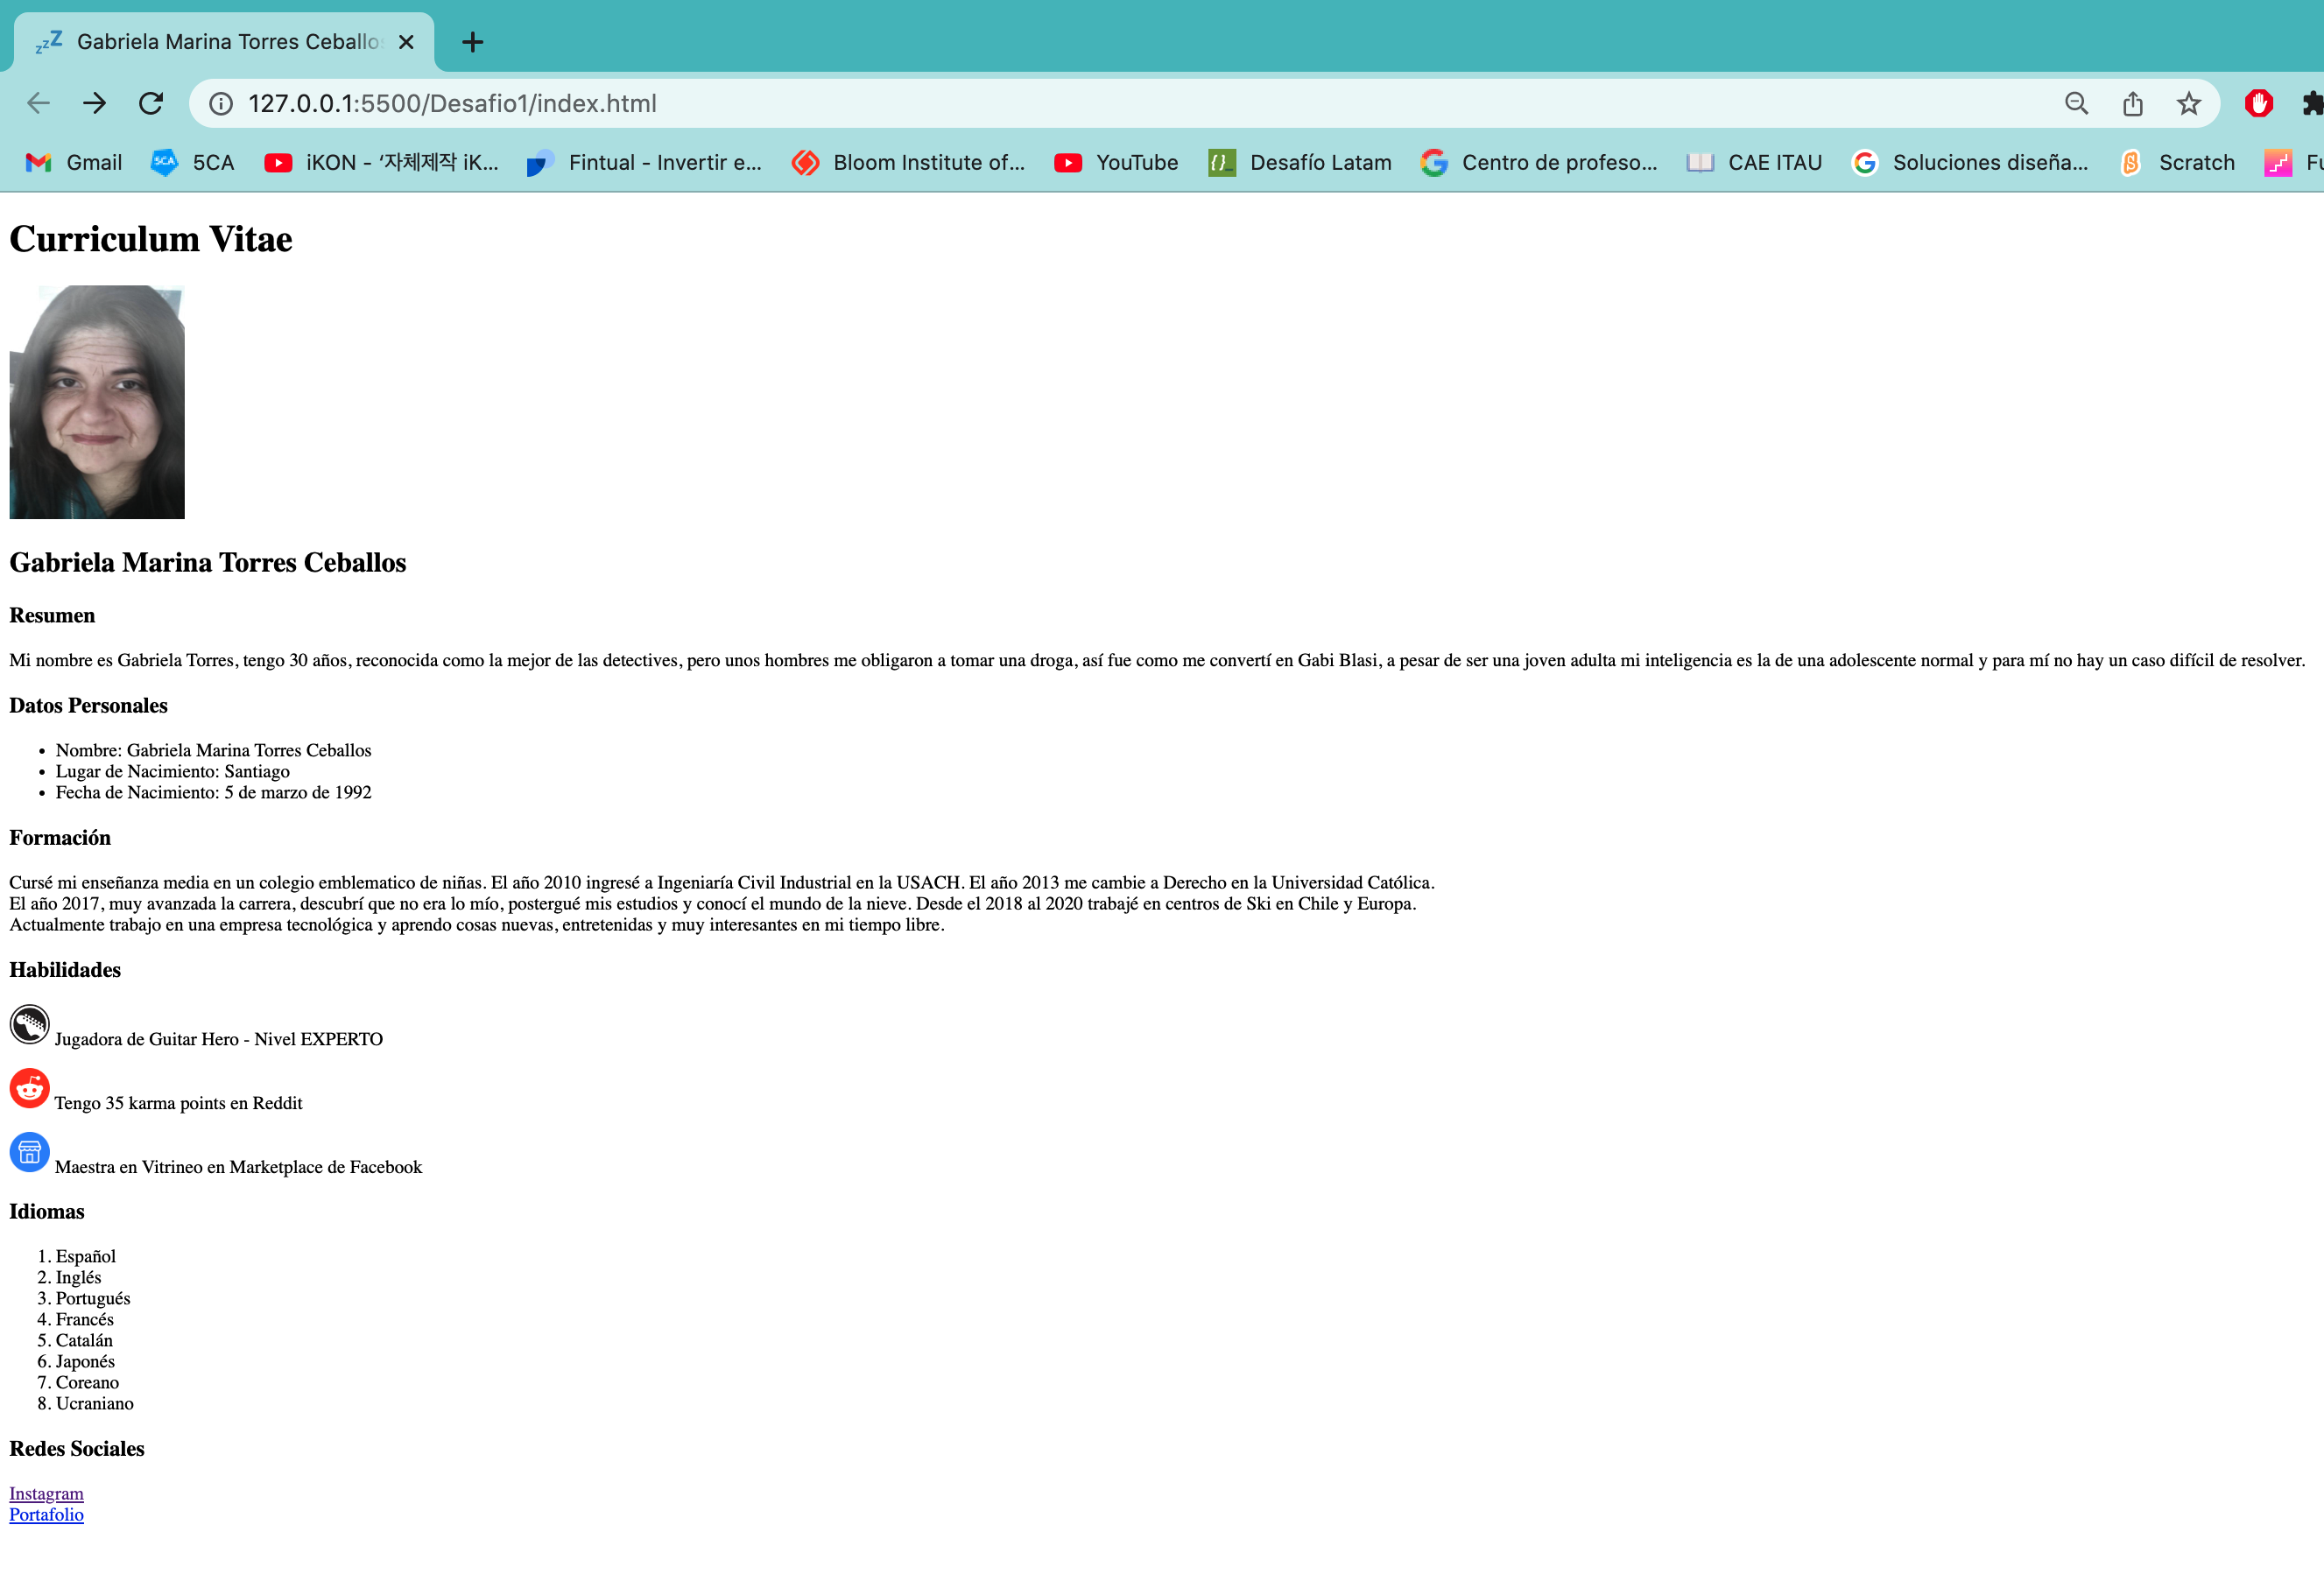 Gabriela Marina Torres Ceballos
127.0.0.1:5500/Desafio1/index.html
Gmail 5CA iKON - ‘자체제작 iK... Fintual - Invertir e... Bloom Institute of... YouTube Desafío Latam Centro de profeso... CAE ITAU Soluciones diseña... Scratch Fu
Curriculum Vitae
Gabriela Marina Torres Ceballos
Resumen
Mi nombre es Gabriela Torres, tengo 30 años, reconocida como la mejor de las detectives, pero unos hombres me obligaron a tomar una droga, así fue como me convertí en Gabi Blasi, a pesar de ser una joven adulta mi inteligencia es la de una adolescente normal y para mí no hay un caso difícil de resolver.
Datos Personales
• Nombre: Gabriela Marina Torres Ceballos
• Lugar de Nacimiento: Santiago
• Fecha de Nacimiento: 5 de marzo de 1992
Formación
Cursé mi enseñanza media en un colegio emblematico de niñas. El año 2010 ingresé a Ingeniaría Civil Industrial en la USACH. El año 2013 me cambie a Derecho en la Universidad Católica.
El año 2017, muy avanzada la carrera, descubrí que no era lo mío, postergué mis estudios y conocí el mundo de la nieve. Desde el 2018 al 2020 trabajé en centros de Ski en Chile y Europa.
Actualmente trabajo en una empresa tecnológica y aprendo cosas nuevas, entretenidas y muy interesantes en mi tiempo libre.
Habilidades
Jugadora de Guitar Hero - Nivel EXPERTO
Tengo 35 karma points en Reddit
Maestra en Vitrineo en Marketplace de Facebook
Idiomas
1. Español
2. Inglés
3. Portugués
4. Francés
5. Catalán
6. Japonés
7. Coreano
8. Ucraniano
Redes Sociales
Instagram
Portafolio